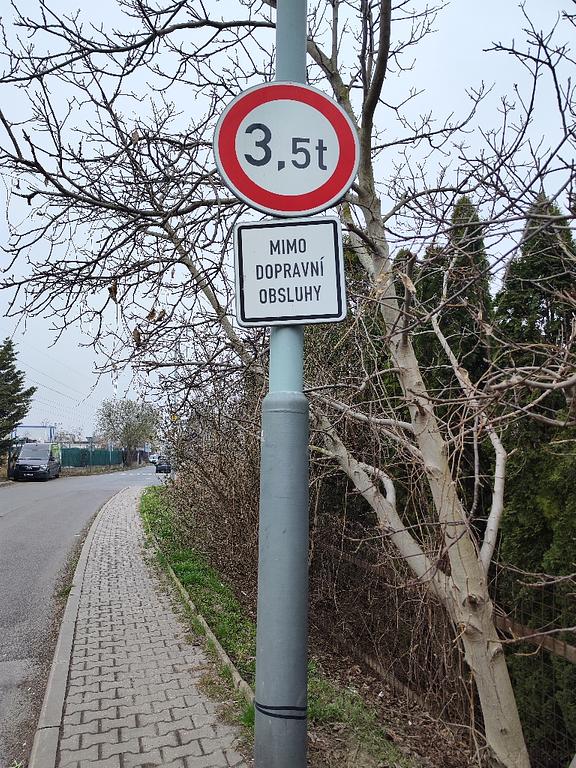 3,5t
MIMO
DOPRAVNÍ
OBSLUHY